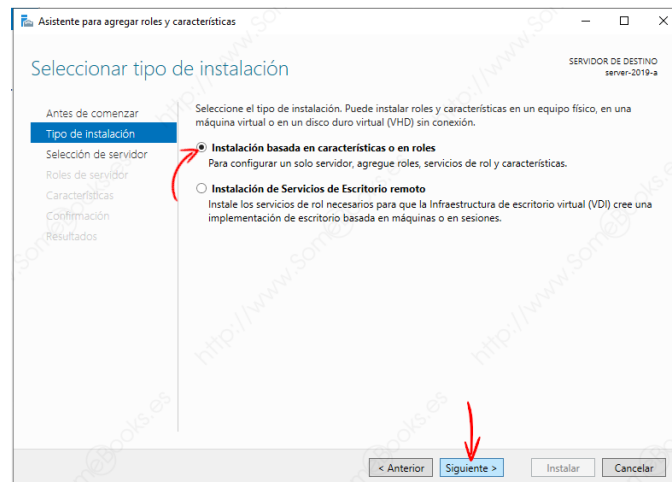 Asistente para agregar roles y características
Seleccionar tipo de instalación
SERVIDOR DE DESTINO
server-2019-a
Antes de comenzar
Tipo de instalación
Selección de servidor
Roles de servidor
Características
Confirmación
Resultados
Seleccione el tipo de instalación. Puede instalar roles y características en un equipo físico, en una
máquina virtual o en un disco duro virtual (VHD) sin conexión.
Instalación basada en características o en roles
Para configurar un solo servidor, agregue roles, servicios de rol y características.
Instalación de Servicios de Escritorio remoto
Instale los servicios de rol necesarios para que la Infraestructura de escritorio virtual (VDI) cree una
implementación de escritorio basada en máquinas o en sesiones.
< Anterior
Siguiente >
Instalar
Cancelar
http://www.SomeBooks.es